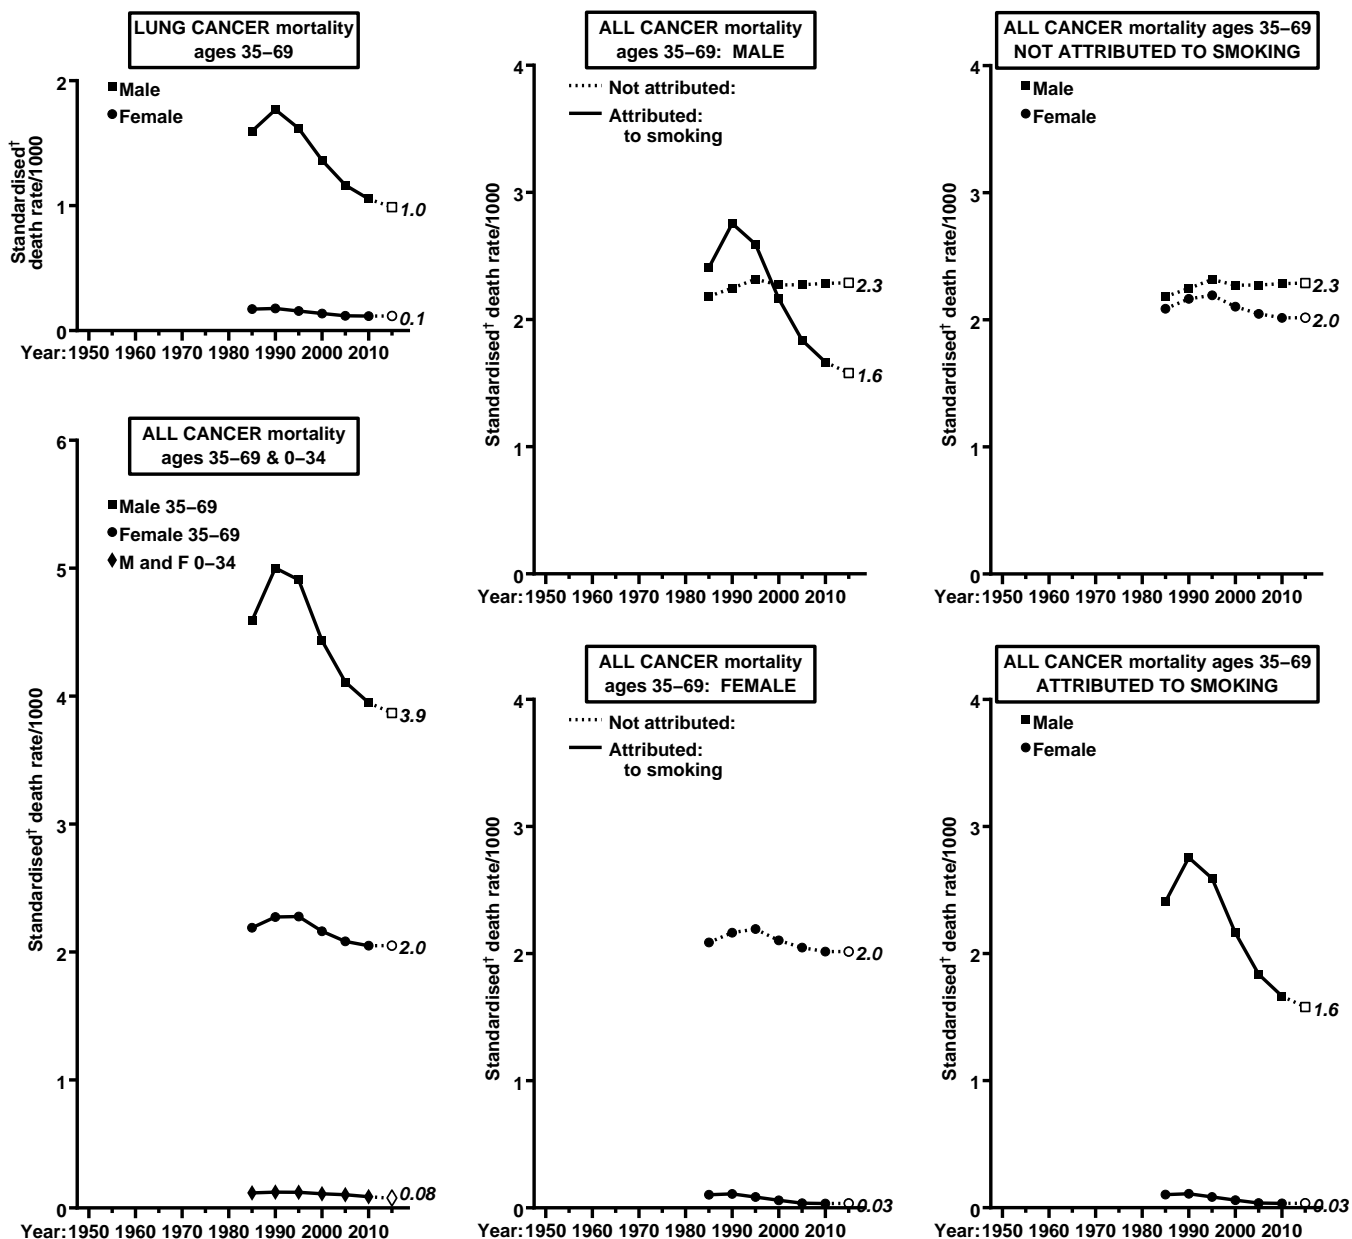 LUNG CANCER mortality
ages 35–69
2
1
0
Standardised†
death rate/1000
Male
Female
1.0
0.1
Year: 1950 1960 1970 1980 1990 2000 2010
ALL CANCER mortality
ages 35–69 & 0–34
6
5
4
3
2
1
0
Standardised† death rate/1000
Male 35–69
Female 35–69
M and F 0–34
3.9
2.0
0.08
Year: 1950 1960 1970 1980 1990 2000 2010
ALL CANCER mortality
ages 35–69: MALE
4
3
2
1
0
Standardised† death rate/1000
Not attributed:
Attributed:
to smoking
2.3
1.6
Year: 1950 1960 1970 1980 1990 2000 2010
ALL CANCER mortality
ages 35–69: FEMALE
4
3
2
1
0
Standardised† death rate/1000
Not attributed:
Attributed:
to smoking
2.0
0.03
Year: 1950 1960 1970 1980 1990 2000 2010
ALL CANCER mortality ages 35–69
NOT ATTRIBUTED TO SMOKING
4
3
2
1
0
Standardised† death rate/1000
Male
Female
2.3
2.0
Year: 1950 1960 1970 1980 1990 2000 2010
ALL CANCER mortality ages 35–69
ATTRIBUTED TO SMOKING
4
3
2
1
0
Standardised† death rate/1000
Male
Female
1.6
0.03
Year: 1950 1960 1970 1980 1990 2000 2010